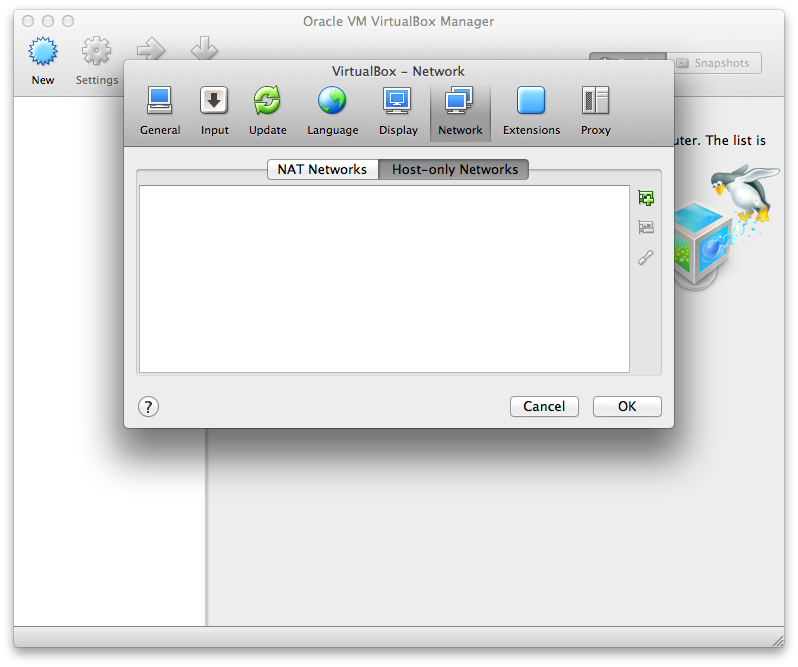 Oracle VM VirtualBox Manager
New
Settings
Snapshots
VirtualBox – Network
General
Input
Update
Language
Display
Network
Extensions
Proxy
uter. The list is
NAT Networks
Host-only Networks
?
Cancel
OK